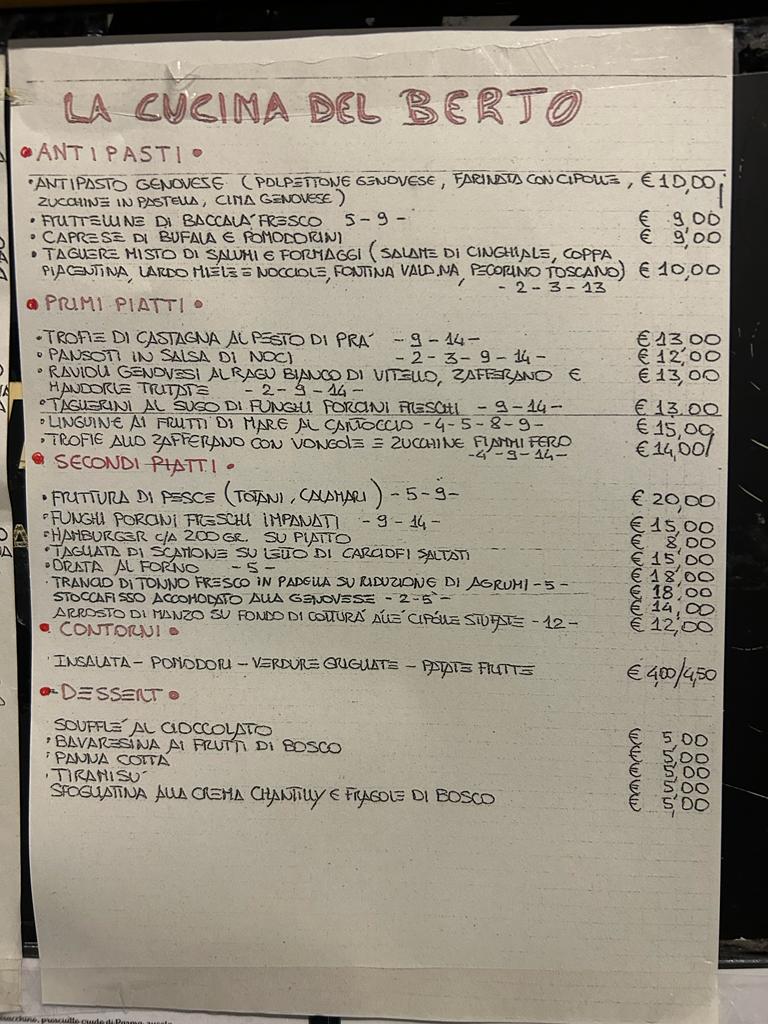 LA CUCINA DEL BERTO
• ANTIPASTI •
• ANTIPASTO GENOVESE (POLPETTONE GENOVESE, FARINATA CON CIPOLLE, € 10,00
ZUCCHINE IN PASTELLA, CIMA GENOVESE)
• FRUTTELLINE DI BACCALA' FRESCO 5-9- € 9,00
• CAPRESE DI BUFALA E POMODORINI € 9,00
• TAGLIERE MISTO DI SALUMI E FORMAGGI (SALAME DI CINGHIALE, COPPA
PIACENTINA, LARDO MIELE E NOCCIOLE, FONTINA VALD.NA, PECORINO TOSCANO) € 10,00
- 2 - 3 - 13
• PRIMI PIATTI •
• TROFIE DI CASTAGNA AL PESTO DI PRA' - 9 - 14 - € 13,00
• PANSOTI IN SALSA DI NOCI - 2 - 3 - 9 - 14 - € 12,00
• RAVIOLI GENOVESI AL RAGU BIANCO DI VITELLO, ZAFFERANO E € 13,00
MANDORLE TRITATE - 2 - 9 - 14 -
• TAGLIERINI AL SUGO DI FUNGHI PORCINI FRESCHI - 9 - 14 - € 13,00
• LINGUINE AI FRUTTI DI MARE AL CARTOCCIO - 4 - 5 - 8 - 9 - € 15,00
• TROFIE ALLO ZAFFERANO CON VONGOLE E ZUCCHINE FIAMMIFERO € 14,00
- 4 - 9 - 14 -
• SECONDI PIATTI •
• FRITTURA DI PESCE (TOTANI, CALAMARI) - 5 - 9 - € 20,00
• FUNGHI PORCINI FRESCHI IMPANATI - 9 - 14 - € 15,00
• HAMBURGER C/A 200 GR. SU PIATTO € 8,00
• TAGLIATA DI SCAMONE SU LETTO DI CARCIOFI SALTATI € 15,00
• ORATA AL FORNO - 5 - € 18,00
• TRANCIO DI TONNO FRESCO IN PADELLA SU RIDUZIONE DI AGRUMI - 5 - € 18,00
STOCCAFISSO ACCOMODATO ALLA GENOVESE - 2 - 5 - € 14,00
ARROSTO DI MANZO SU FONDO DI COTTURA ALLE CIPOLLE STUFATE - 12 - € 12,00
• CONTORNI •
INSALATA - POMODORI - VERDURE GRIGLIATE - PATATE FRITTE € 4,00/4,50
• DESSERT •
SOUFFLE' AL CIOCCOLATO € 5,00
• BAVARESINA AI FRUTTI DI BOSCO € 5,00
• PANNA COTTA € 5,00
• TIRAMISU' € 5,00
SFOGLIATINA ALLA CREMA CHANTILLY E FRAGOLE DI BOSCO € 5,00
prosciutto crudo di Parma,